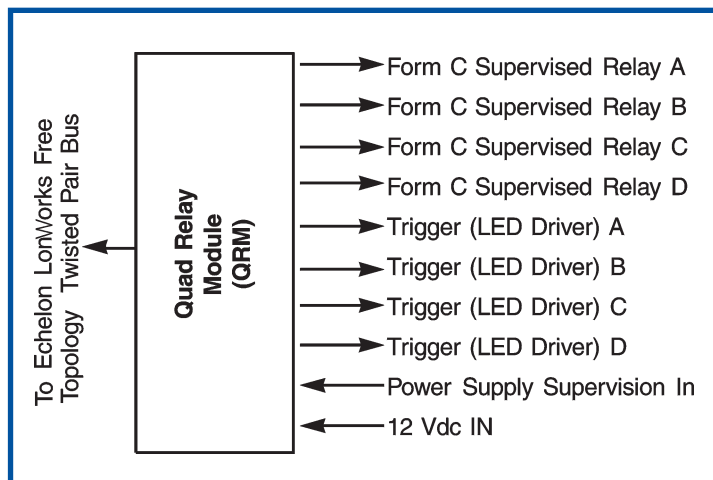 To Echelon LonWorks Free
Topology Twisted Pair Bus
Quad Relay
Module
(QRM)
Form C Supervised Relay A
Form C Supervised Relay B
Form C Supervised Relay C
Form C Supervised Relay D
Trigger (LED Driver) A
Trigger (LED Driver) B
Trigger (LED Driver) C
Trigger (LED Driver) D
Power Supply Supervision In
12 Vdc IN